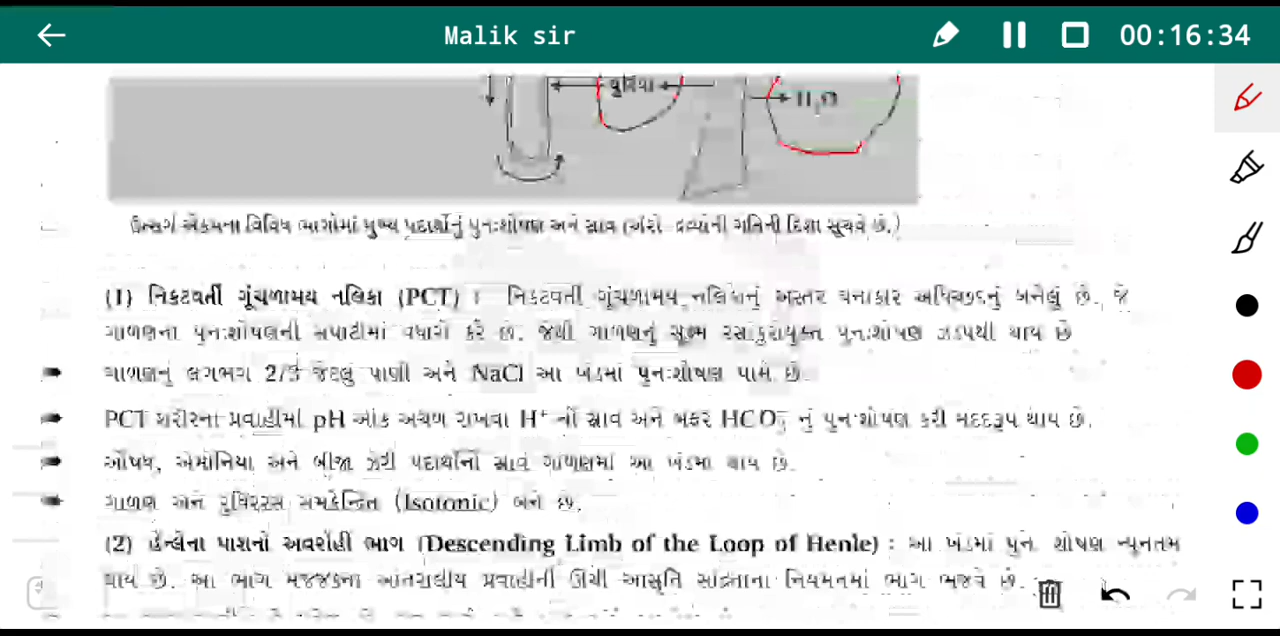 Malik sir
00:16:34
યુરિયા
H₂O
ઉત્સર્ગ એકમના વિવિધ ભાગોમાં મુખ્ય પદાર્થોનું પુનઃશોષણ અને સ્રાવ (તીરો દ્રવ્યોની ગતિની દિશા સૂચવે છે.)
(1) નિકટવર્તી ગૂંચળામય નલિકા (PCT) : નિકટવર્તી ગૂંચળામય નલિકાનું અસ્તર ઘનાકાર અધિચ્છદનું બનેલું છે. જે
ગાળણના પુનઃશોષણની સપાટીમાં વધારો કરે છે. જેથી ગાળણનું સૂક્ષ્મ રસાંકુરોયુક્ત પુનઃશોષણ ઝડપથી થાય છે
ગાળણનું લગભગ 2/3 જેટલું પાણી અને NaCl આ ખંડમાં પુનઃશોષણ પામે છે.
PCT શરીરના પ્રવાહીમાં pH આંક અચળ રાખવા H⁺ નો સ્રાવ અને બફર HCO₃⁻ નું પુનઃશોષણ કરી મદદરૂપ થાય છે.
ઔષધ, એમોનિયા અને બીજા ઝેરી પદાર્થોનો સ્રાવ ગાળણમાં આ ખંડમાં થાય છે.
ગાળણ અને રુધિરરસ સમકેન્દ્રિત (Isotonic) બને છે.
(2) હેન્લેના પાશનો અવરોહી ભાગ (Descending Limb of the Loop of Henle) : આ ખંડમાં પુનઃશોષણ ન્યૂનતમ
થાય છે. આ ભાગ મજ્જકના આંતરાલીય પ્રવાહીની ઊંચી આસૃતિ સાંદ્રતાના નિયમનમાં ભાગ ભજવે છે.